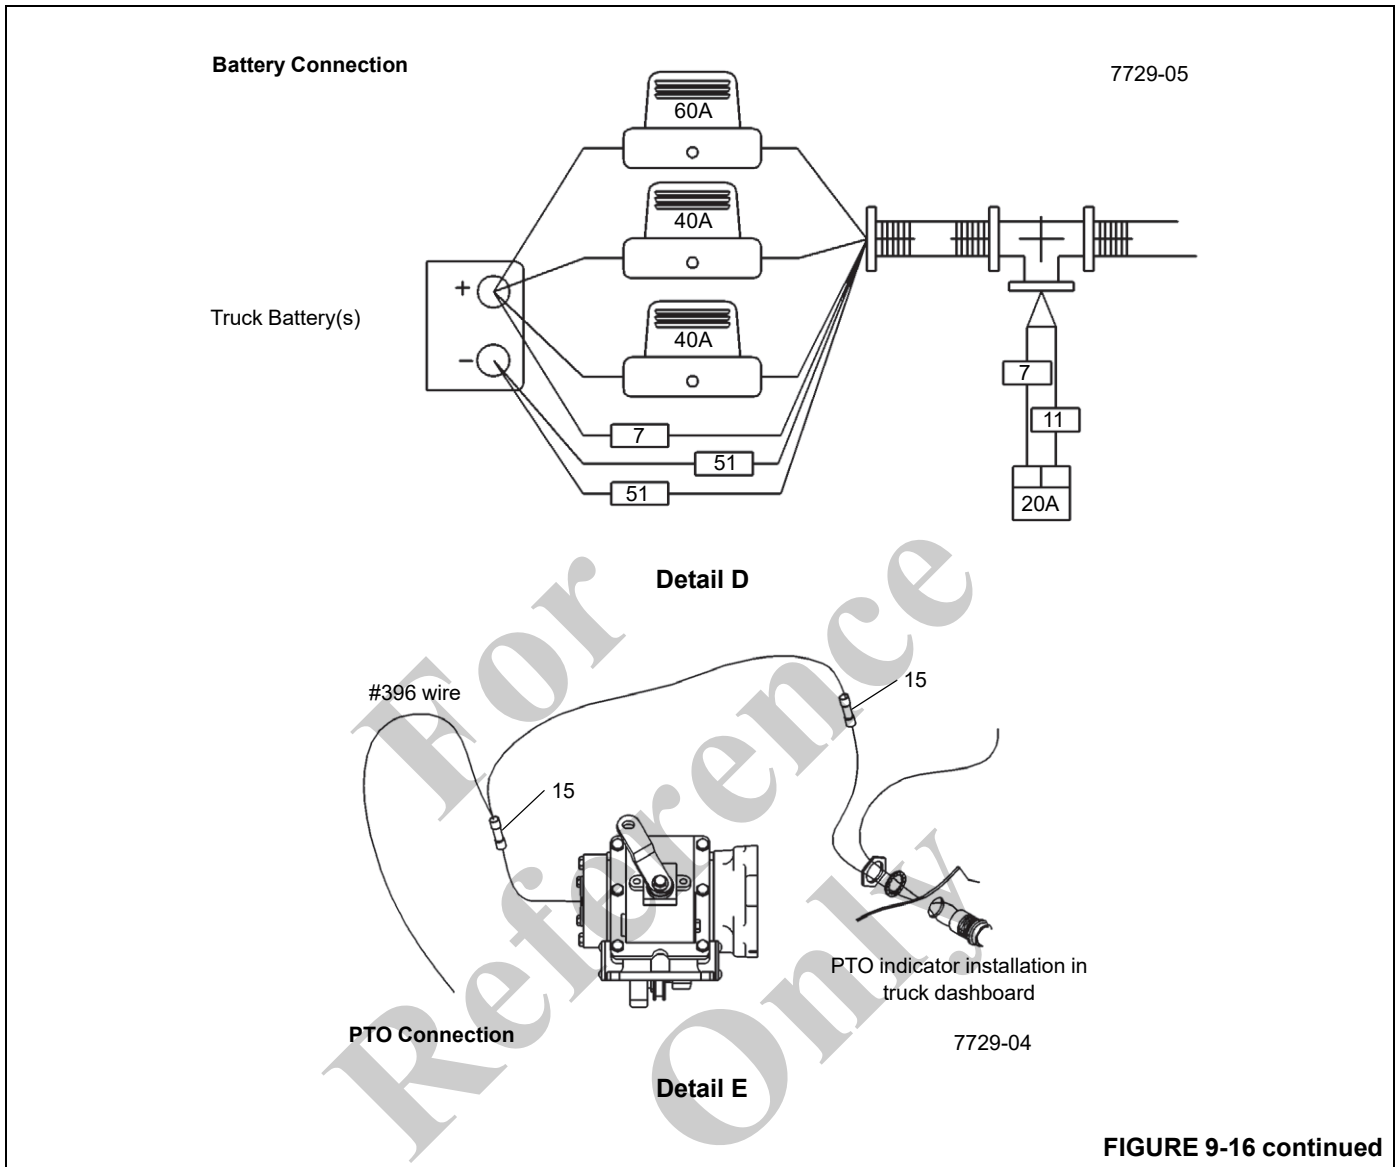 Battery Connection
7729-05
60A
40A
40A
Truck Battery(s)
+
-
7
51
51
7
11
20A
Detail D
#396 wire
15
15
PTO indicator installation in
truck dashboard
PTO Connection
7729-04
Detail E
For
Reference
Only
FIGURE 9-16 continued